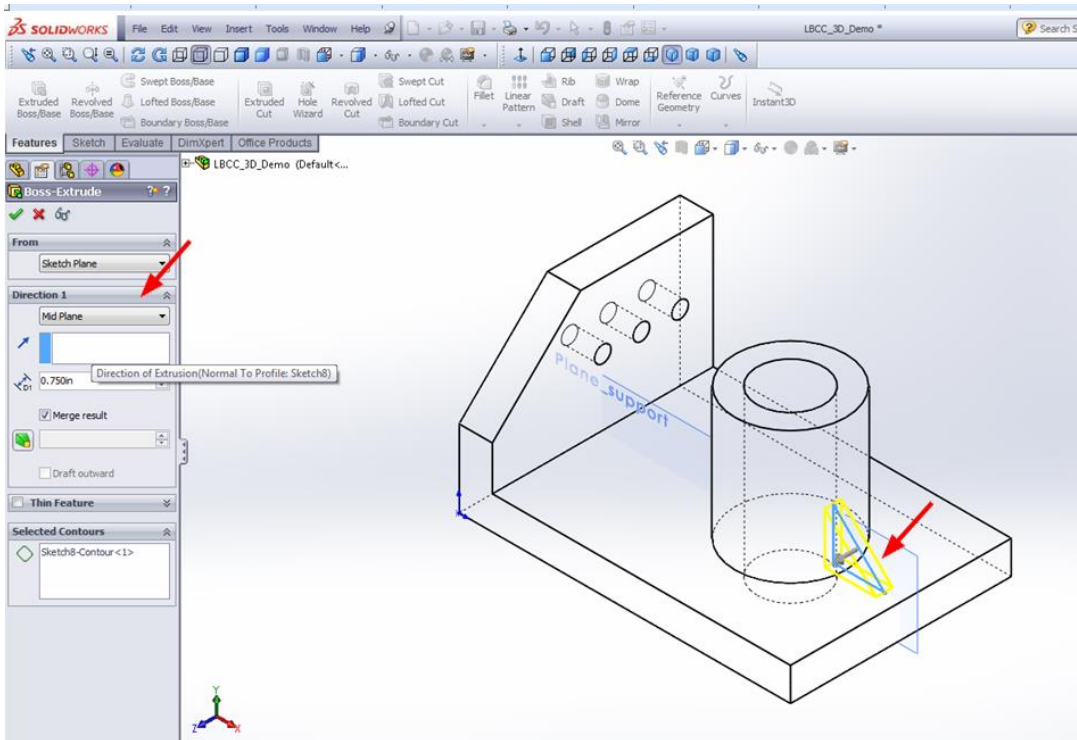 SOLIDWORKS File Edit View Insert Tools Window Help LBCC_3D_Demo * Search S
Extruded Boss/Base
Revolved Boss/Base
Swept Boss/Base
Lofted Boss/Base
Boundary Boss/Base
Extruded Cut
Hole Wizard
Revolved Cut
Swept Cut
Lofted Cut
Boundary Cut
Fillet
Linear Pattern
Rib
Draft
Shell
Wrap
Dome
Mirror
Reference Geometry
Curves
Instant3D
Features Sketch Evaluate DimXpert Office Products
LBCC_3D_Demo (Default<...
Boss-Extrude ? ?
From
Sketch Plane
Direction 1
Mid Plane
Direction of Extrusion(Normal To Profile: Sketch8)
D1 0.750in
Merge result
Draft outward
Thin Feature
Selected Contours
Sketch8-Contour<1>
Plane_support
Y
Z X